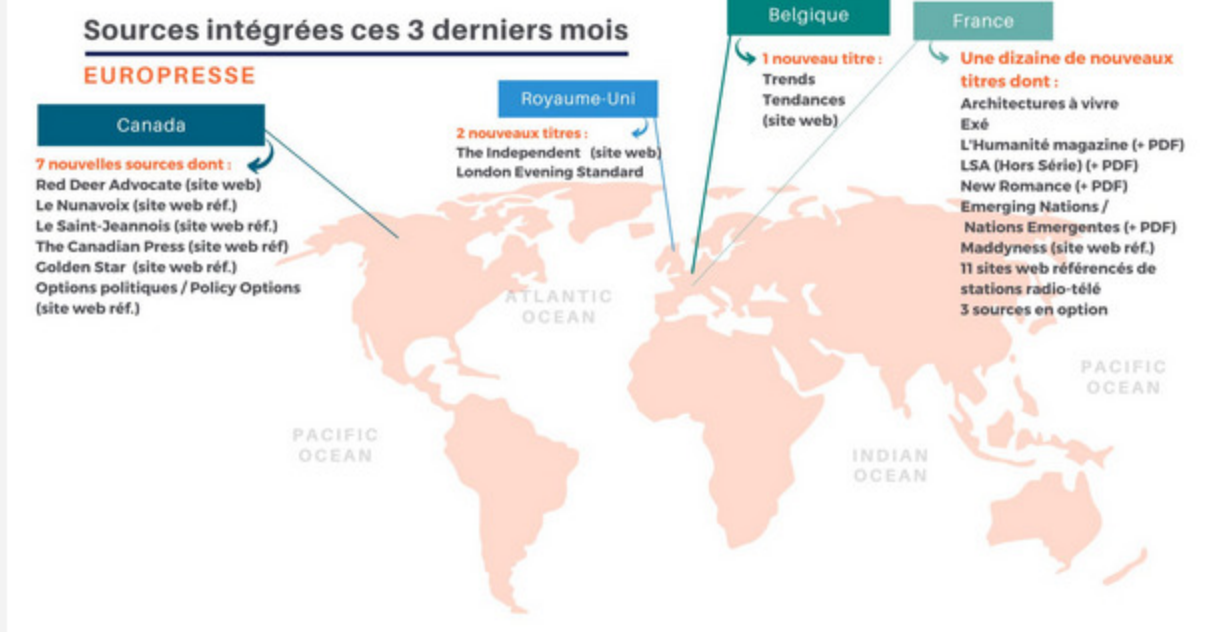 Sources intégrées ces 3 derniers mois
EUROPRESSE
Canada
7 nouvelles sources dont :
Red Deer Advocate (site web)
Le Nunavoix (site web réf.)
Le Saint-Jeannois (site web réf.)
The Canadian Press (site web réf)
Golden Star (site web réf.)
Options politiques / Policy Options
(site web réf.)
Royaume-Uni
2 nouveaux titres :
The Independent (site web)
London Evening Standard
Belgique
1 nouveau titre :
Trends
Tendances
(site web)
France
Une dizaine de nouveaux
titres dont :
Architectures à vivre
Exé
L'Humanité magazine (+ PDF)
LSA (Hors Série) (+ PDF)
New Romance (+ PDF)
Emerging Nations /
Nations Emergentes (+ PDF)
Maddyness (site web réf.)
11 sites web référencés de
stations radio-télé
3 sources en option
ATLANTIC
OCEAN
PACIFIC
OCEAN
PACIFIC
OCEAN
INDIAN
OCEAN